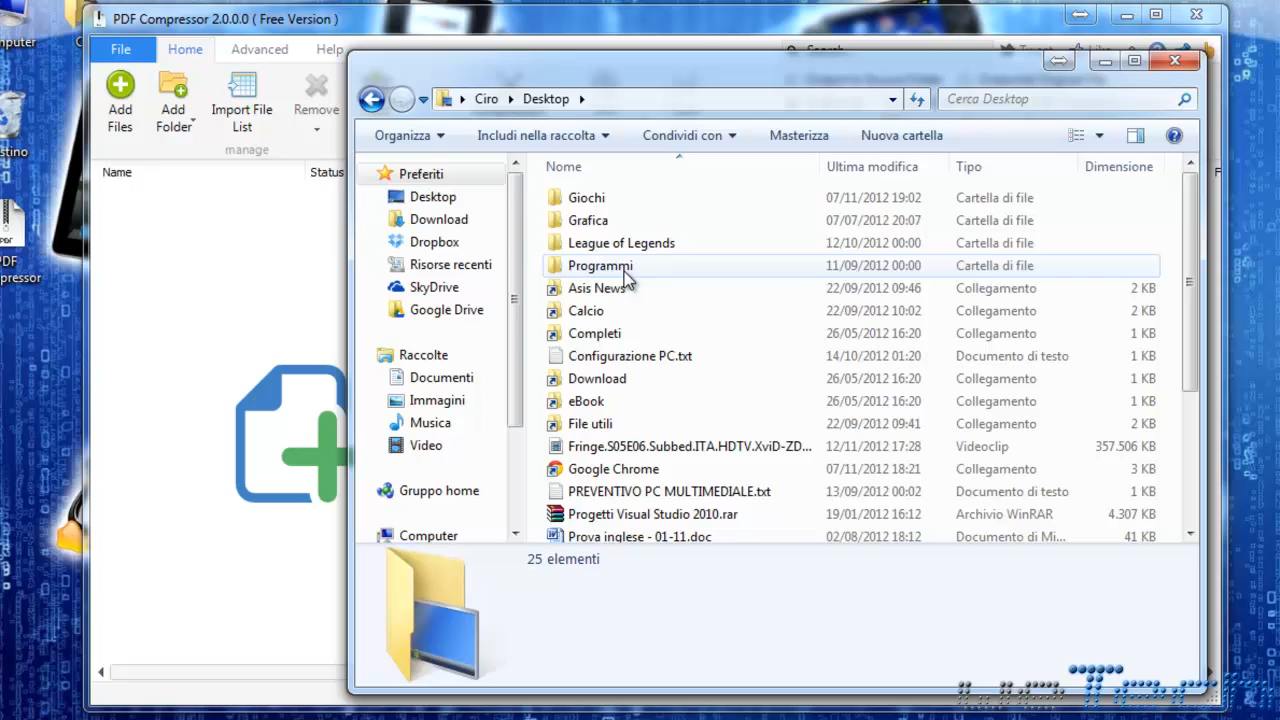 PDF Compressor 2.0.0.0 ( Free Version )
File Home Advanced Help
Add Files
Add Folder
Import File List
Remove
manage
Name Status
Ciro Desktop
Cerca Desktop
Organizza Includi nella raccolta Condividi con Masterizza Nuova cartella
Nome Ultima modifica Tipo Dimensione
Preferiti
Desktop
Download
Dropbox
Risorse recenti
SkyDrive
Google Drive
Raccolte
Documenti
Immagini
Musica
Video
Gruppo home
Computer
Giochi 07/11/2012 19:02 Cartella di file
Grafica 07/07/2012 20:07 Cartella di file
League of Legends 12/10/2012 00:00 Cartella di file
Programmi 11/09/2012 00:00 Cartella di file
Asis News 22/09/2012 09:46 Collegamento 2 KB
Calcio 22/09/2012 10:02 Collegamento 2 KB
Completi 26/05/2012 16:20 Collegamento 1 KB
Configurazione PC.txt 14/10/2012 01:20 Documento di testo 1 KB
Download 26/05/2012 16:20 Collegamento 1 KB
eBook 26/05/2012 16:20 Collegamento 1 KB
File utili 22/09/2012 09:41 Collegamento 2 KB
Fringe.S05E06.Subbed.ITA.HDTV.XviD-ZD... 12/11/2012 17:28 Videoclip 357.506 KB
Google Chrome 07/11/2012 18:21 Collegamento 3 KB
PREVENTIVO PC MULTIMEDIALE.txt 13/09/2012 00:02 Documento di testo 1 KB
Progetti Visual Studio 2010.rar 19/01/2012 16:12 Archivio WinRAR 4.307 KB
Prova inglese - 01-11.doc 02/08/2012 18:12 Documento di Mi... 41 KB
25 elementi